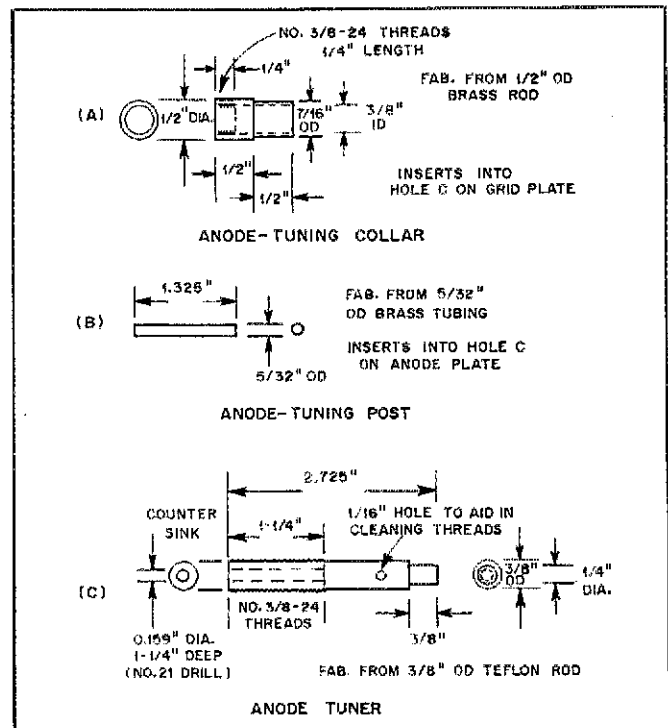 NO. 3/8-24 THREADS
1/4" LENGTH
1/4"
FAB. FROM 1/2" OD
BRASS ROD
(A)
1/2" DIA.
7/16"
OD
3/8"
ID
1/2"
1/2"
INSERTS INTO
HOLE C ON GRID PLATE
ANODE-TUNING COLLAR
1.325"
FAB. FROM 5/32"
OD BRASS TUBING
(B)
INSERTS INTO HOLE C
ON ANODE PLATE
5/32" OD
ANODE-TUNING POST
2.725"
COUNTER
SINK
1-1/4"
1/16" HOLE TO AID IN
CLEANING THREADS
3/8"
OD
1/4"
DIA.
(C)
NO. 3/8-24
THREADS
3/8"
0.159" DIA.
1-1/4" DEEP
(NO. 21 DRILL)
FAB. FROM 3/8" OD TEFLON ROD
ANODE TUNER